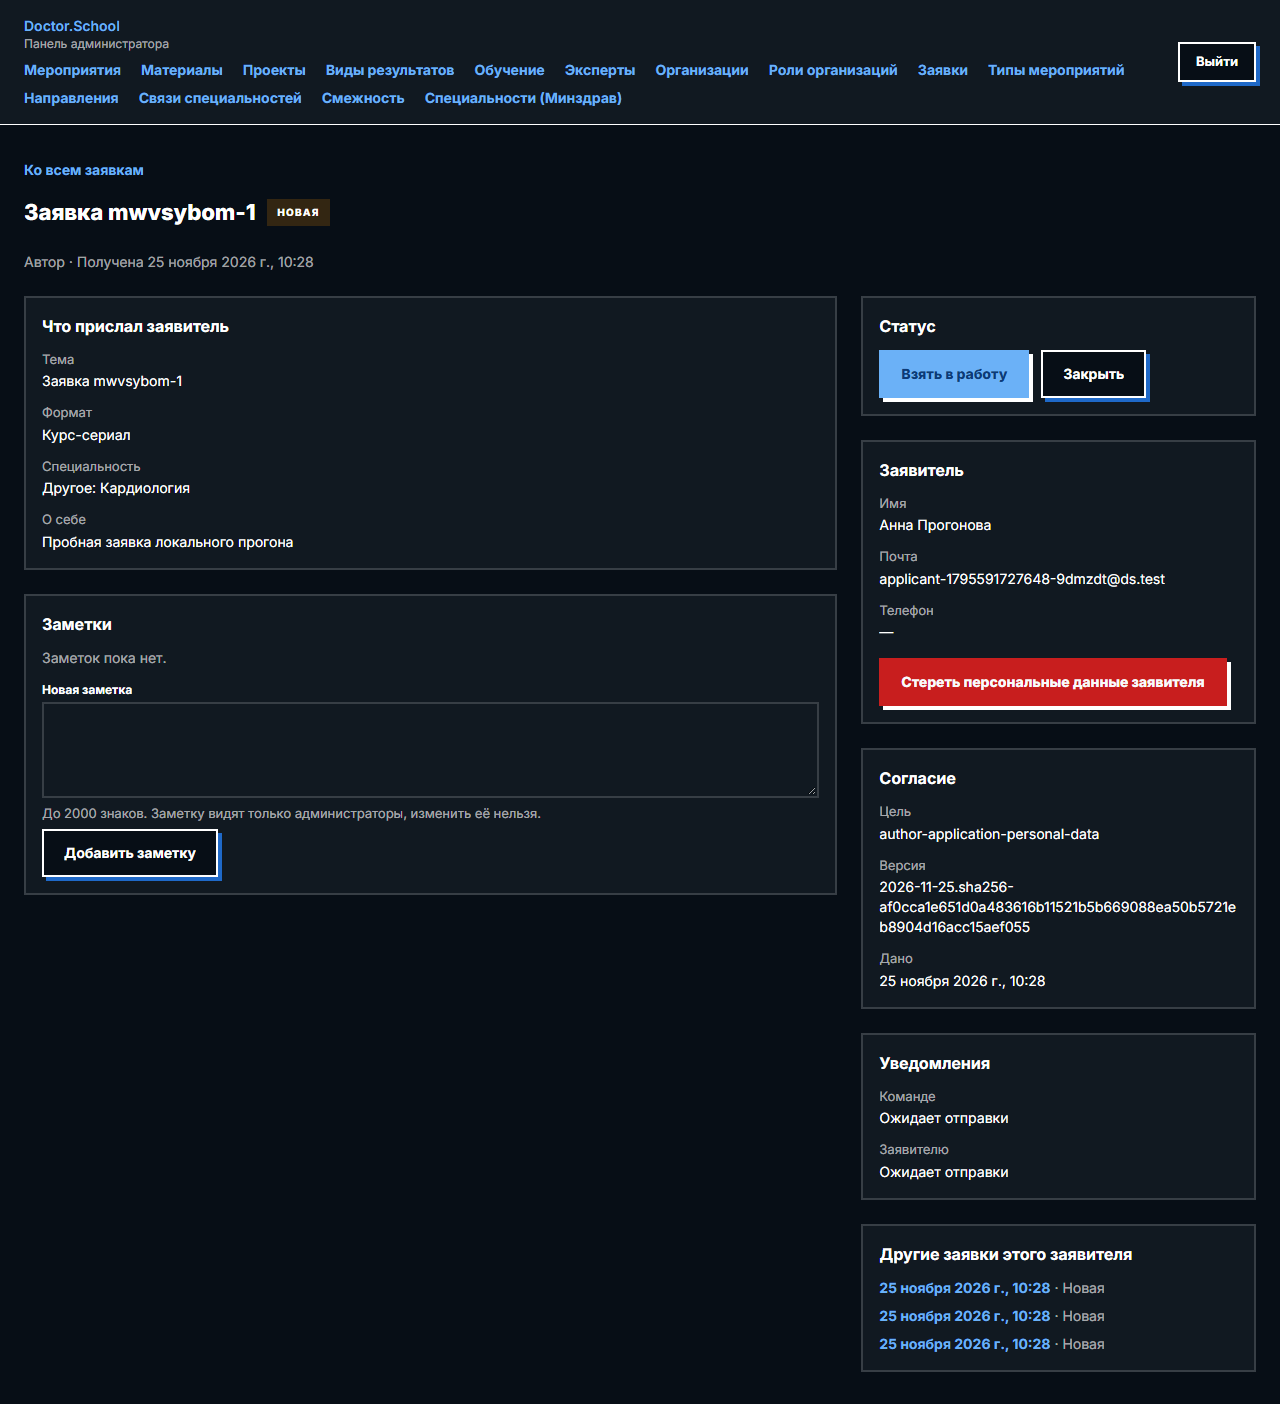 Doctor.School
Панель администратора
Мероприятия Материалы Проекты Виды результатов Обучение Эксперты Организации Роли организаций Заявки Типы мероприятий
Направления Связи специальностей Смежность Специальности (Минздрав)
Выйти
Ко всем заявкам
Заявка mwvsybom-1 НОВАЯ
Автор · Получена 25 ноября 2026 г., 10:28
Что прислал заявитель
Тема
Заявка mwvsybom-1
Формат
Курс-сериал
Специальность
Другое: Кардиология
О себе
Пробная заявка локального прогона
Заметки
Заметок пока нет.
Новая заметка
До 2000 знаков. Заметку видят только администраторы, изменить её нельзя.
Добавить заметку
Статус
Взять в работу Закрыть
Заявитель
Имя
Анна Прогонова
Почта
applicant-1795591727648-9dmzdt@ds.test
Телефон
—
Стереть персональные данные заявителя
Согласие
Цель
author-application-personal-data
Версия
2026-11-25.sha256-
af0cca1e651d0a483616b11521b5b669088ea50b5721e
b8904d16acc15aef055
Дано
25 ноября 2026 г., 10:28
Уведомления
Команде
Ожидает отправки
Заявителю
Ожидает отправки
Другие заявки этого заявителя
25 ноября 2026 г., 10:28 · Новая
25 ноября 2026 г., 10:28 · Новая
25 ноября 2026 г., 10:28 · Новая